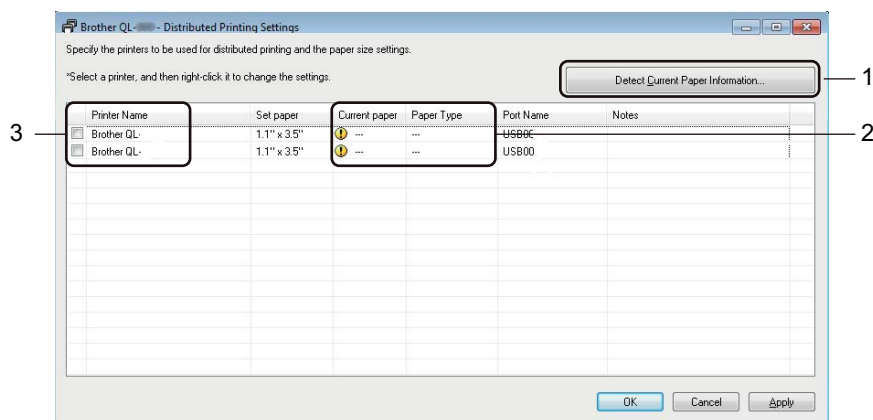 Brother QL- - Distributed Printing Settings
Specify the printers to be used for distributed printing and the paper size settings.
*Select a printer, and then right-click it to change the settings.
Detect Current Paper Information...
1
Printer Name Set paper Current paper Paper Type Port Name Notes
3
Brother QL- 1.1" x 3.5" --- ---
2
Brother QL- 1.1" x 3.5" --- --- USB00
OK Cancel Apply